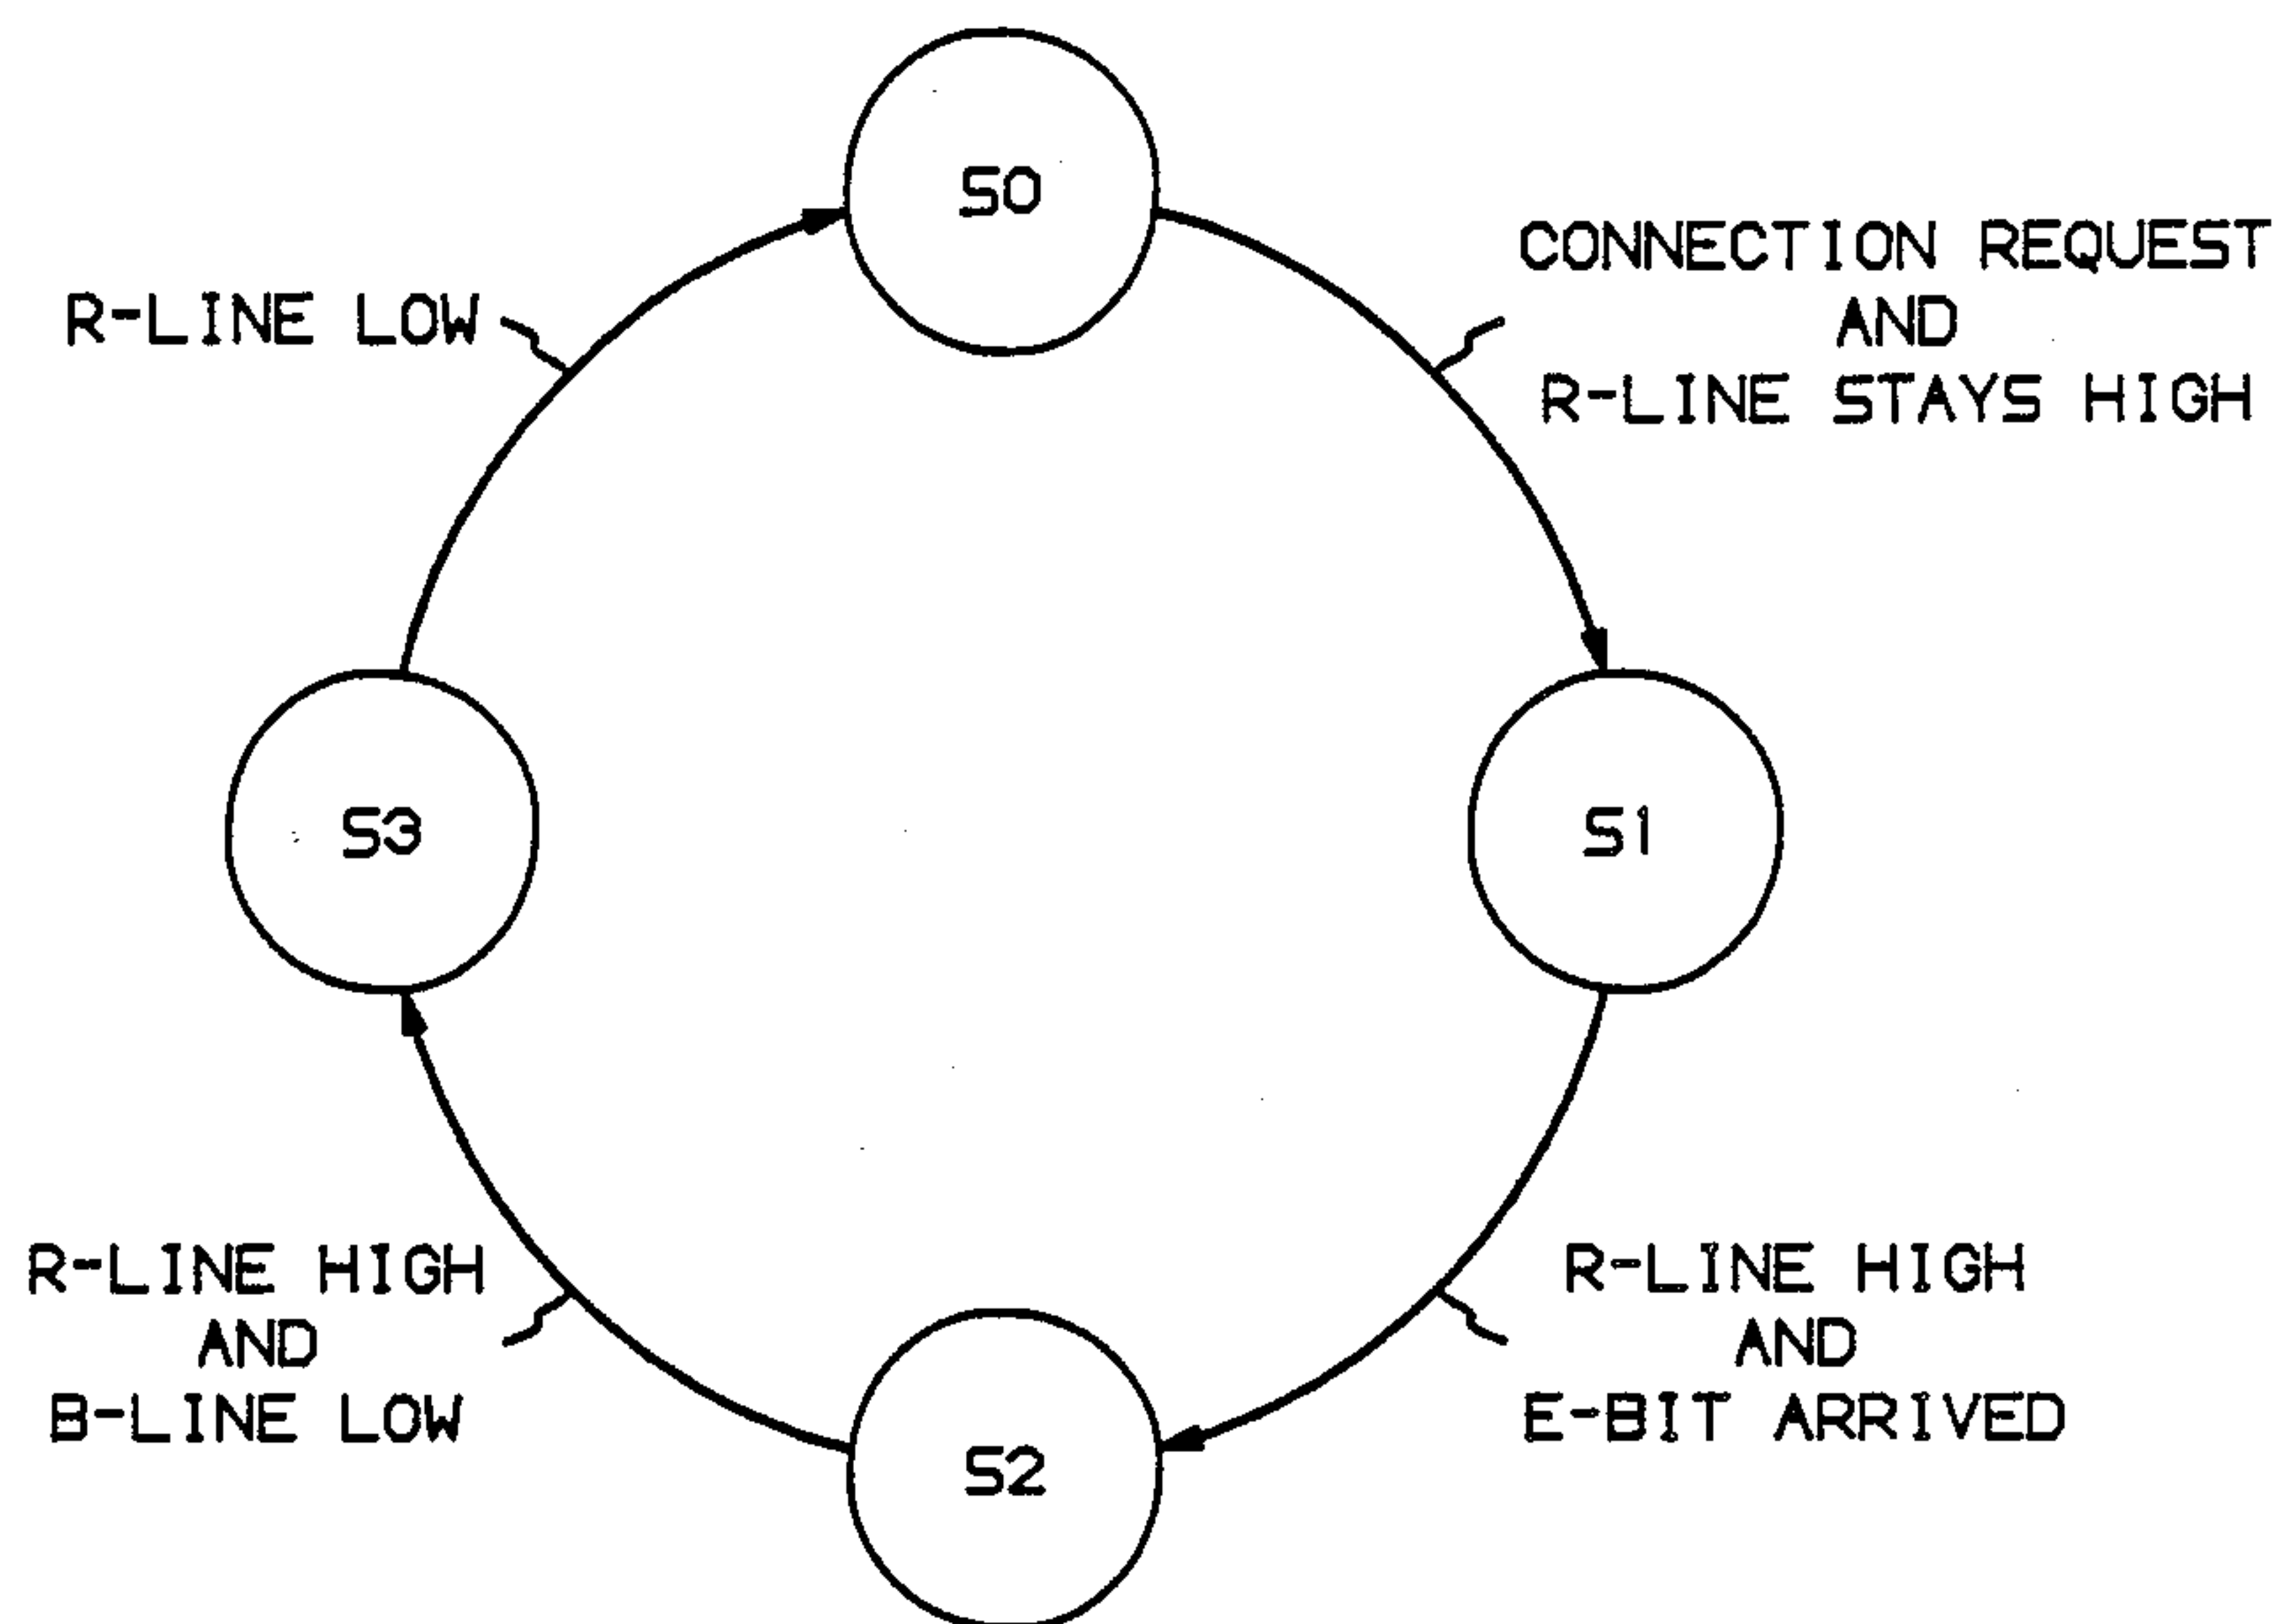 S0
CONNECTION REQUEST
AND
R-LINE STAYS HIGH
R-LINE LOW
S3
S1
R-LINE HIGH
AND
B-LINE LOW
R-LINE HIGH
AND
E-BIT ARRIVED
S2